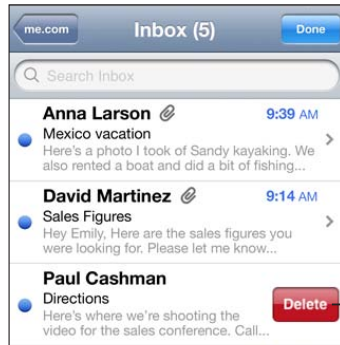 me.com Inbox (5) Done
Search Inbox
Anna Larson 9:39 AM
Mexico vacation
Here's a photo I took of Sandy kayaking. We
also rented a boat and did a bit of fishing...
David Martinez 9:14 AM
Sales Figures
Hey Emily, Here are the sales figures you
were looking for. Please let me know...
Paul Cashman
Directions
Delete
Here's where we're shooting the
video for the sales conference. Call...